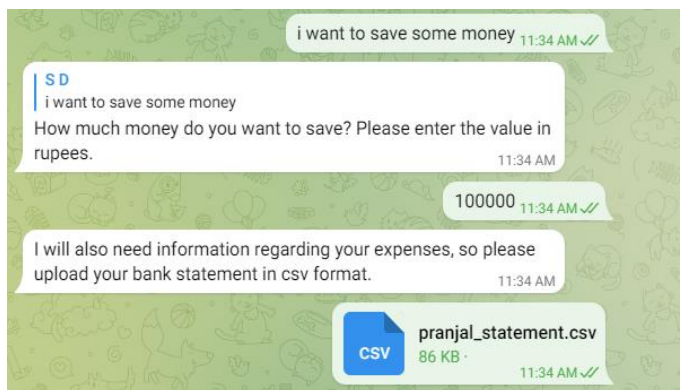 i want to save some money 11:34 AM
S D
i want to save some money
How much money do you want to save? Please enter the value in
rupees.
11:34 AM
100000 11:34 AM
I will also need information regarding your expenses, so please
upload your bank statement in csv format.
11:34 AM
pranjal_statement.csv
CSV
86 KB ·
11:34 AM